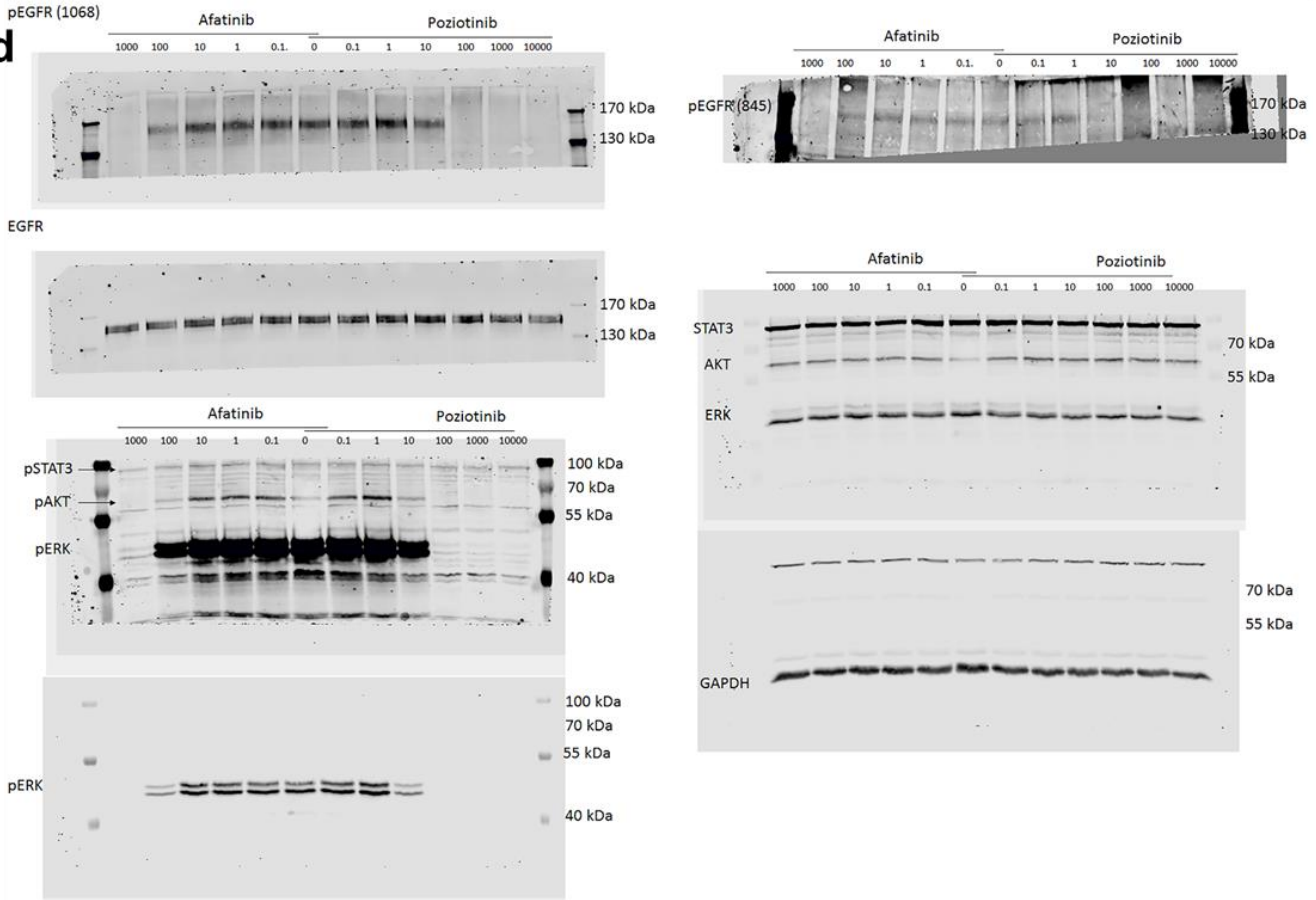 pEGFR (1068)
d
Afatinib Poziotinib
1000 100 10 1 0.1. 0 0.1 1 10 100 1000 10000
170 kDa
130 kDa
EGFR
170 kDa
130 kDa
Afatinib Poziotinib
1000 100 10 1 0.1 0 0.1 1 10 100 1000 10000
pSTAT3
pAKT
pERK
100 kDa
70 kDa
55 kDa
40 kDa
pERK
100 kDa
70 kDa
55 kDa
40 kDa
Afatinib Poziotinib
1000 100 10 1 0.1. 0 0.1 1 10 100 1000 10000
pEGFR (845)
170 kDa
130 kDa
Afatinib Poziotinib
1000 100 10 1 0.1 0 0.1 1 10 100 1000 10000
STAT3
AKT
ERK
70 kDa
55 kDa
70 kDa
55 kDa
GAPDH